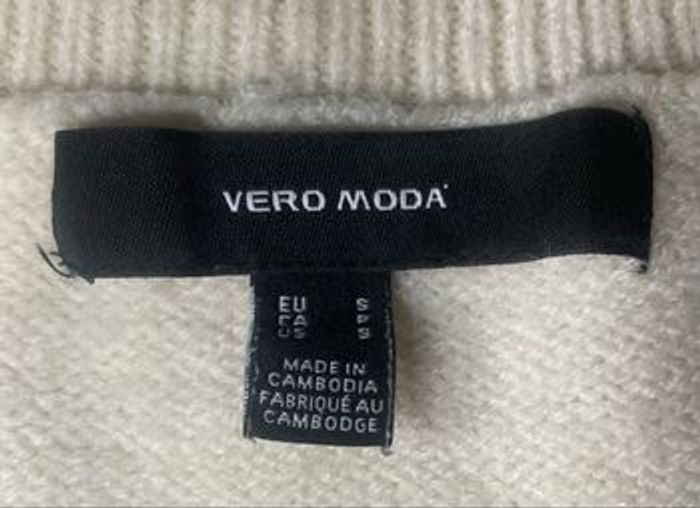 VERO MODA
EU S
CA P
US S
MADE IN
CAMBODIA
FABRIQUÉ AU
CAMBODGE